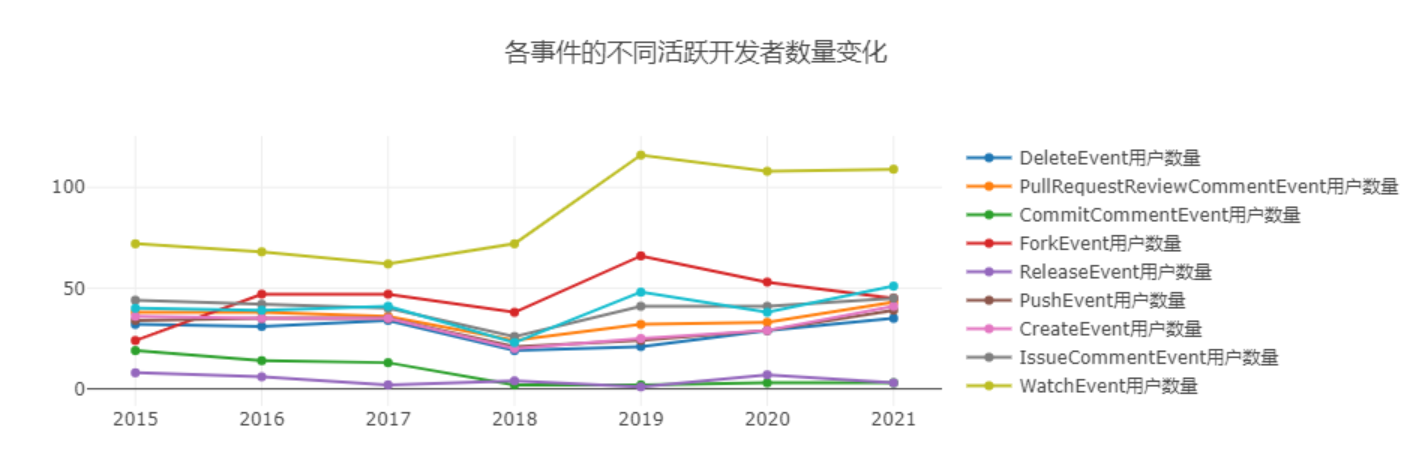 各事件的不同活跃开发者数量变化
100
50
0
2015 2016 2017 2018 2019 2020 2021
DeleteEvent用户数量
PullRequestReviewCommentEvent用户数量
CommitCommentEvent用户数量
ForkEvent用户数量
ReleaseEvent用户数量
PushEvent用户数量
CreateEvent用户数量
IssueCommentEvent用户数量
WatchEvent用户数量